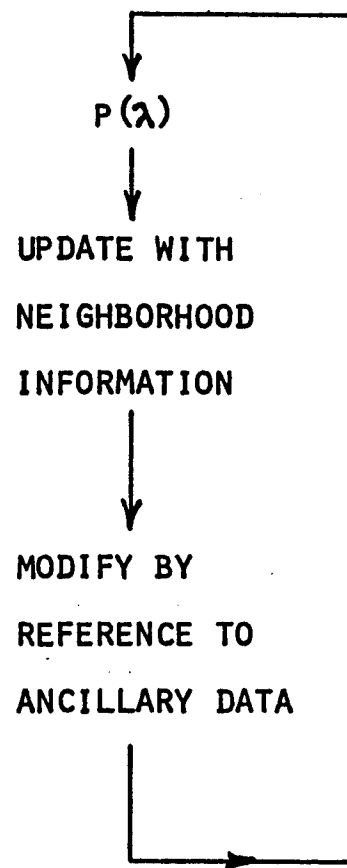 P(λ)
UPDATE WITH
NEIGHBORHOOD
INFORMATION
MODIFY BY
REFERENCE TO
ANCILLARY DATA